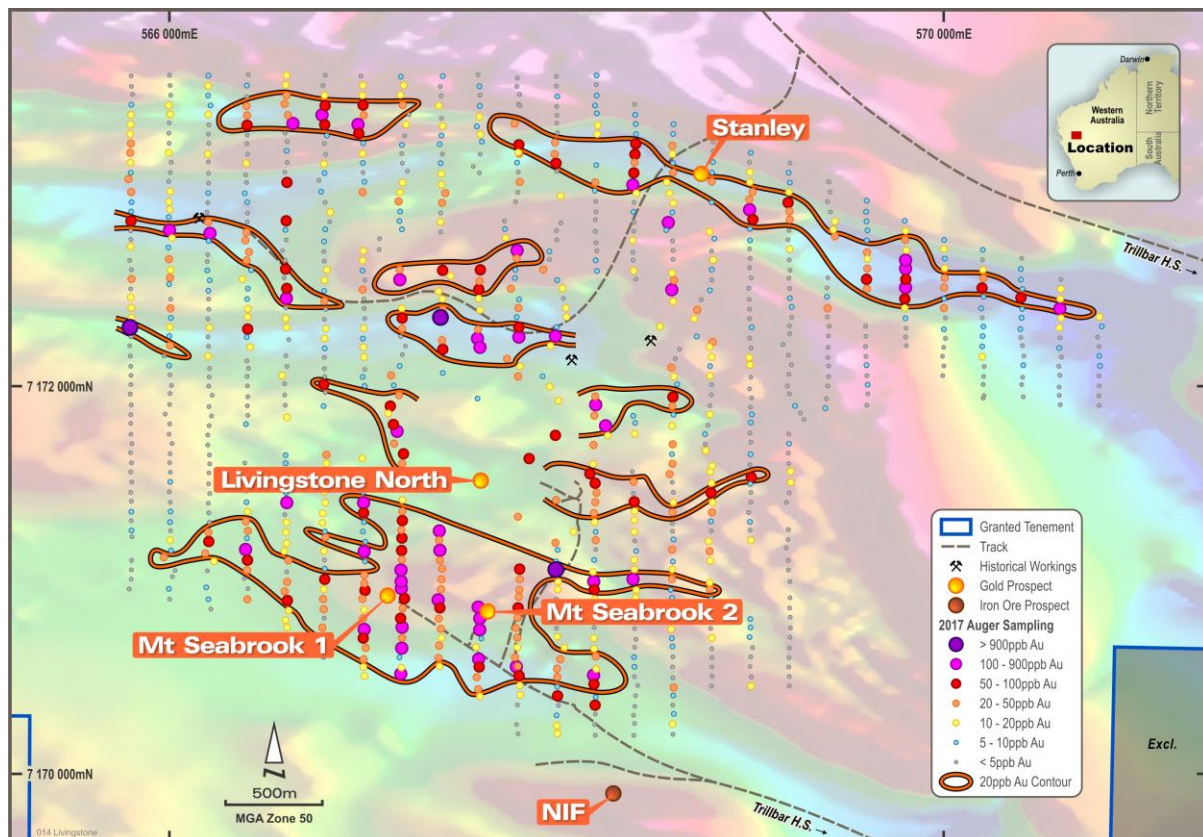 566 000mE
570 000mE
Darwin
Western
Australia
Northern
Territory
South
Australia
Location
Perth
Stanley
Trillbar H.S.
7 172 000mN
Livingstone North
Mt Seabrook 1
Mt Seabrook 2
Granted Tenement
Track
Historical Workings
Gold Prospect
Iron Ore Prospect
2017 Auger Sampling
> 900ppb Au
100 - 900ppb Au
50 - 100ppb Au
20 - 50ppb Au
10 - 20ppb Au
5 - 10ppb Au
< 5ppb Au
20ppb Au Contour
Excl.
7 170 000mN
N
500m
MGA Zone 50
NIF
Trillbar H.S.
014 Livingstone